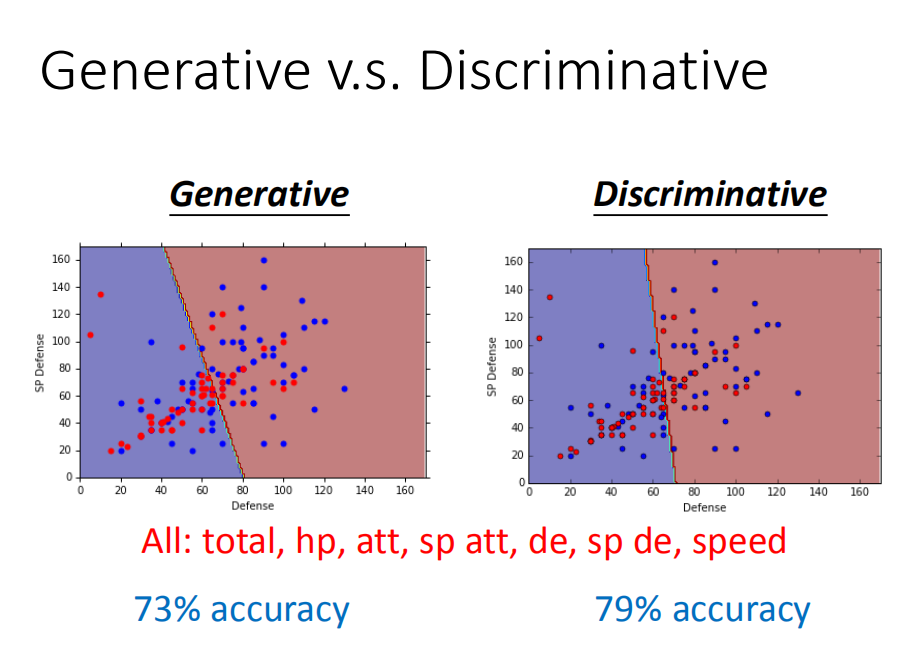 Generative v.s. Discriminative
Generative
Discriminative
160
140
120
100
80
60
40
20
0
SP Defense
0 20 40 60 80 100 120 140 160
Defense
160
140
120
100
80
60
40
20
0
SP Defense
0 20 40 60 80 100 120 140 160
Defense
All: total, hp, att, sp att, de, sp de, speed
73% accuracy
79% accuracy